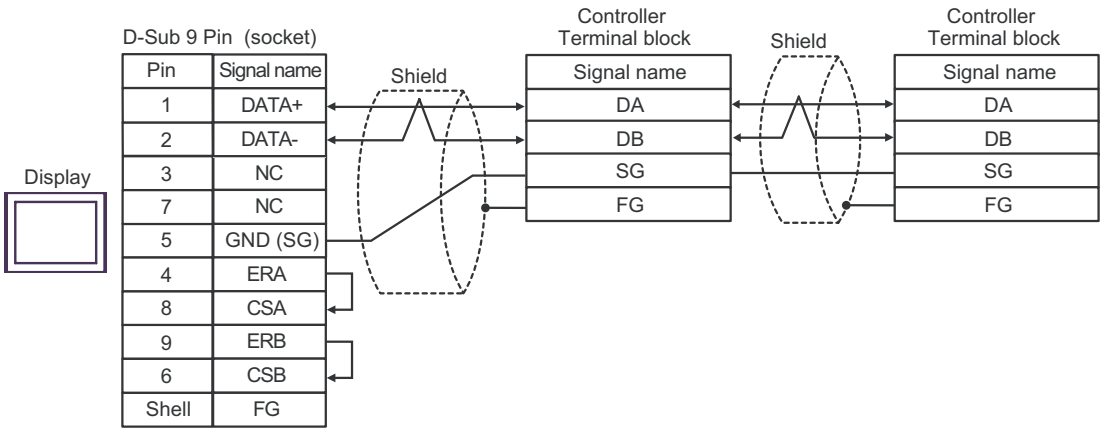 Display
D-Sub 9 Pin (socket)
Pin Signal name
1 DATA+
2 DATA-
3 NC
7 NC
5 GND (SG)
4 ERA
8 CSA
9 ERB
6 CSB
Shell FG
Shield
Controller
Terminal block
Signal name
DA
DB
SG
FG
Shield
Controller
Terminal block
Signal name
DA
DB
SG
FG